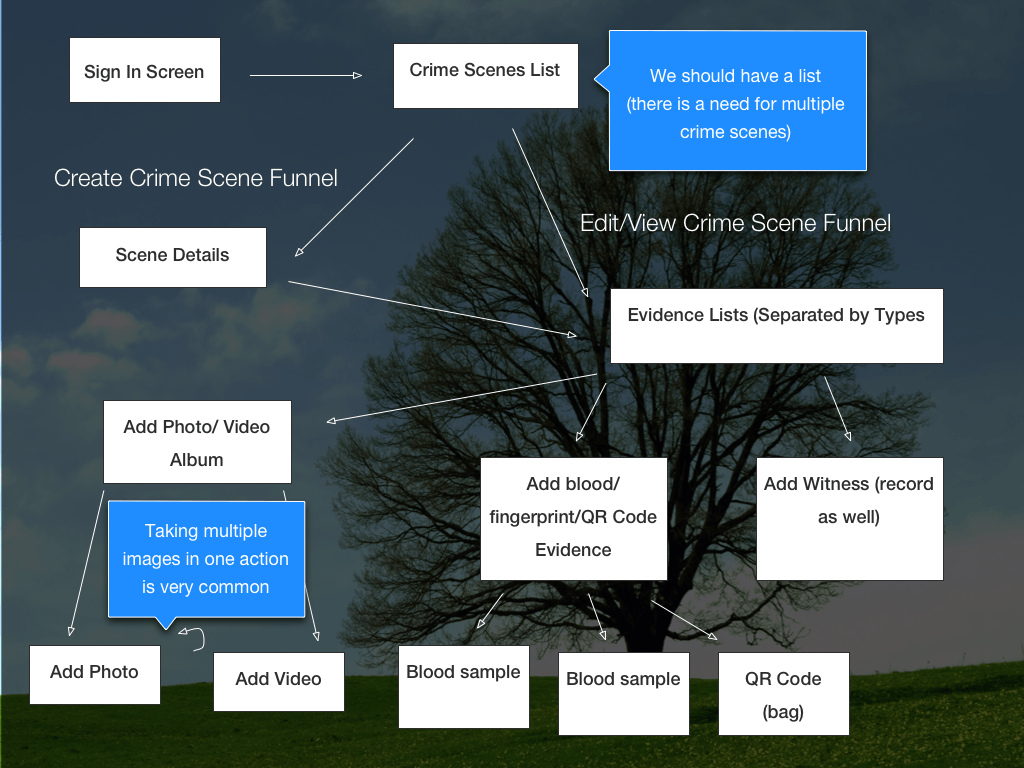 Sign In Screen
Crime Scenes List
We should have a list
(there is a need for multiple
crime scenes)
Create Crime Scene Funnel
Edit/View Crime Scene Funnel
Scene Details
Evidence Lists (Separated by Types
Add Photo/ Video
Album
Add blood/
fingerprint/QR Code
Evidence
Add Witness (record
as well)
Taking multiple
images in one action
is very common
Add Photo
Add Video
Blood sample
Blood sample
QR Code
(bag)